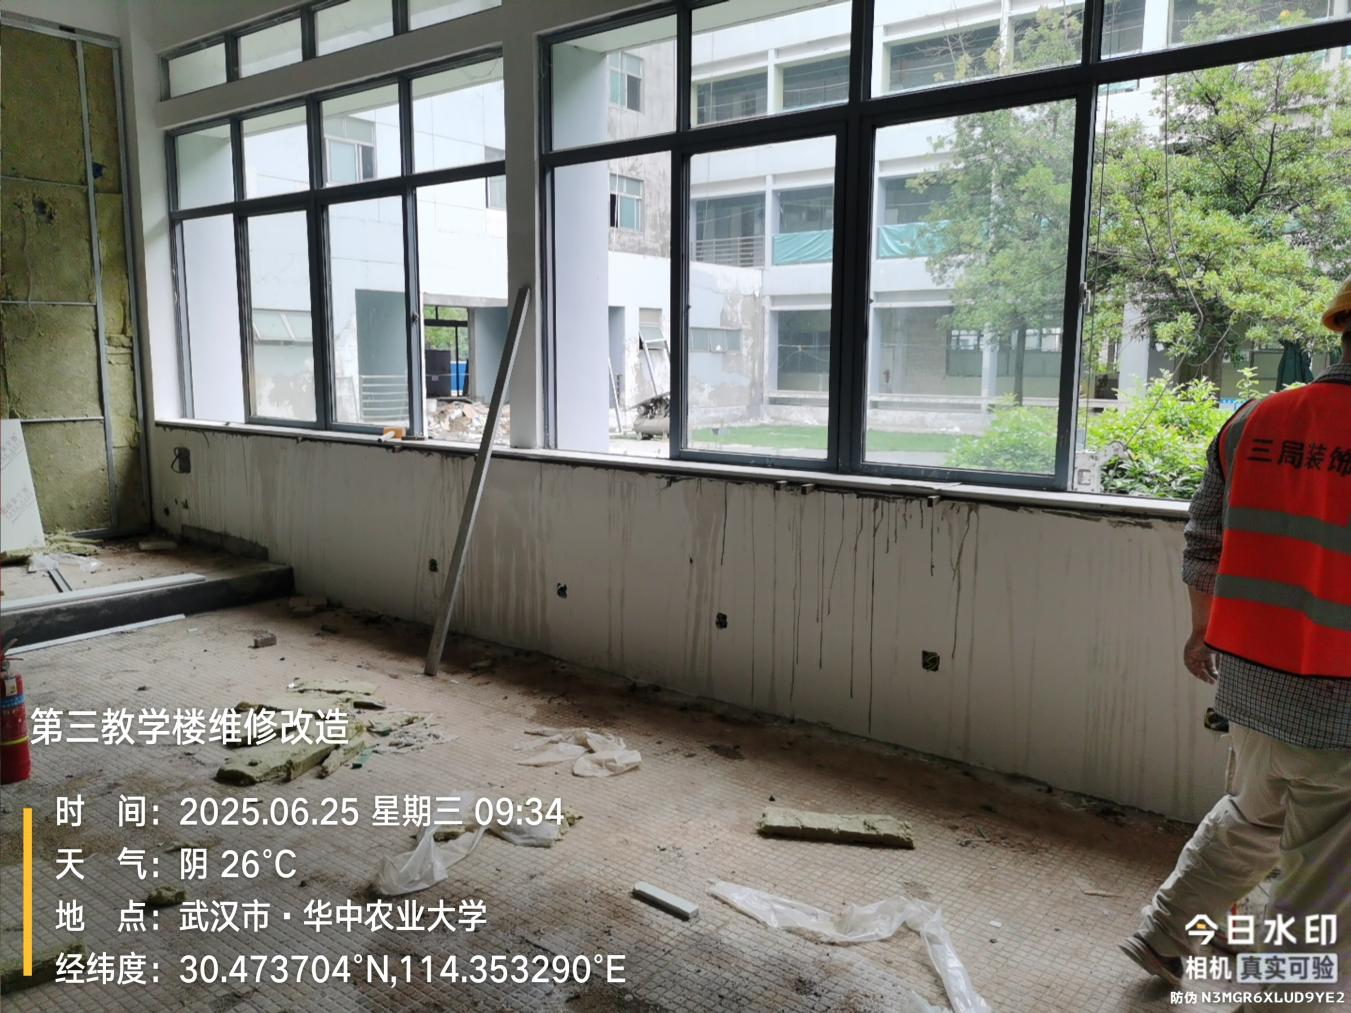 三局装饰
第三教学楼维修改造
时 间：2025.06.25 星期三 09:34
天 气：阴 26°C
地 点：武汉市·华中农业大学
经纬度：30.473704°N,114.353290°E
今日水印
相机 真实可验
防伪 N3MGR6XLUD9YE2